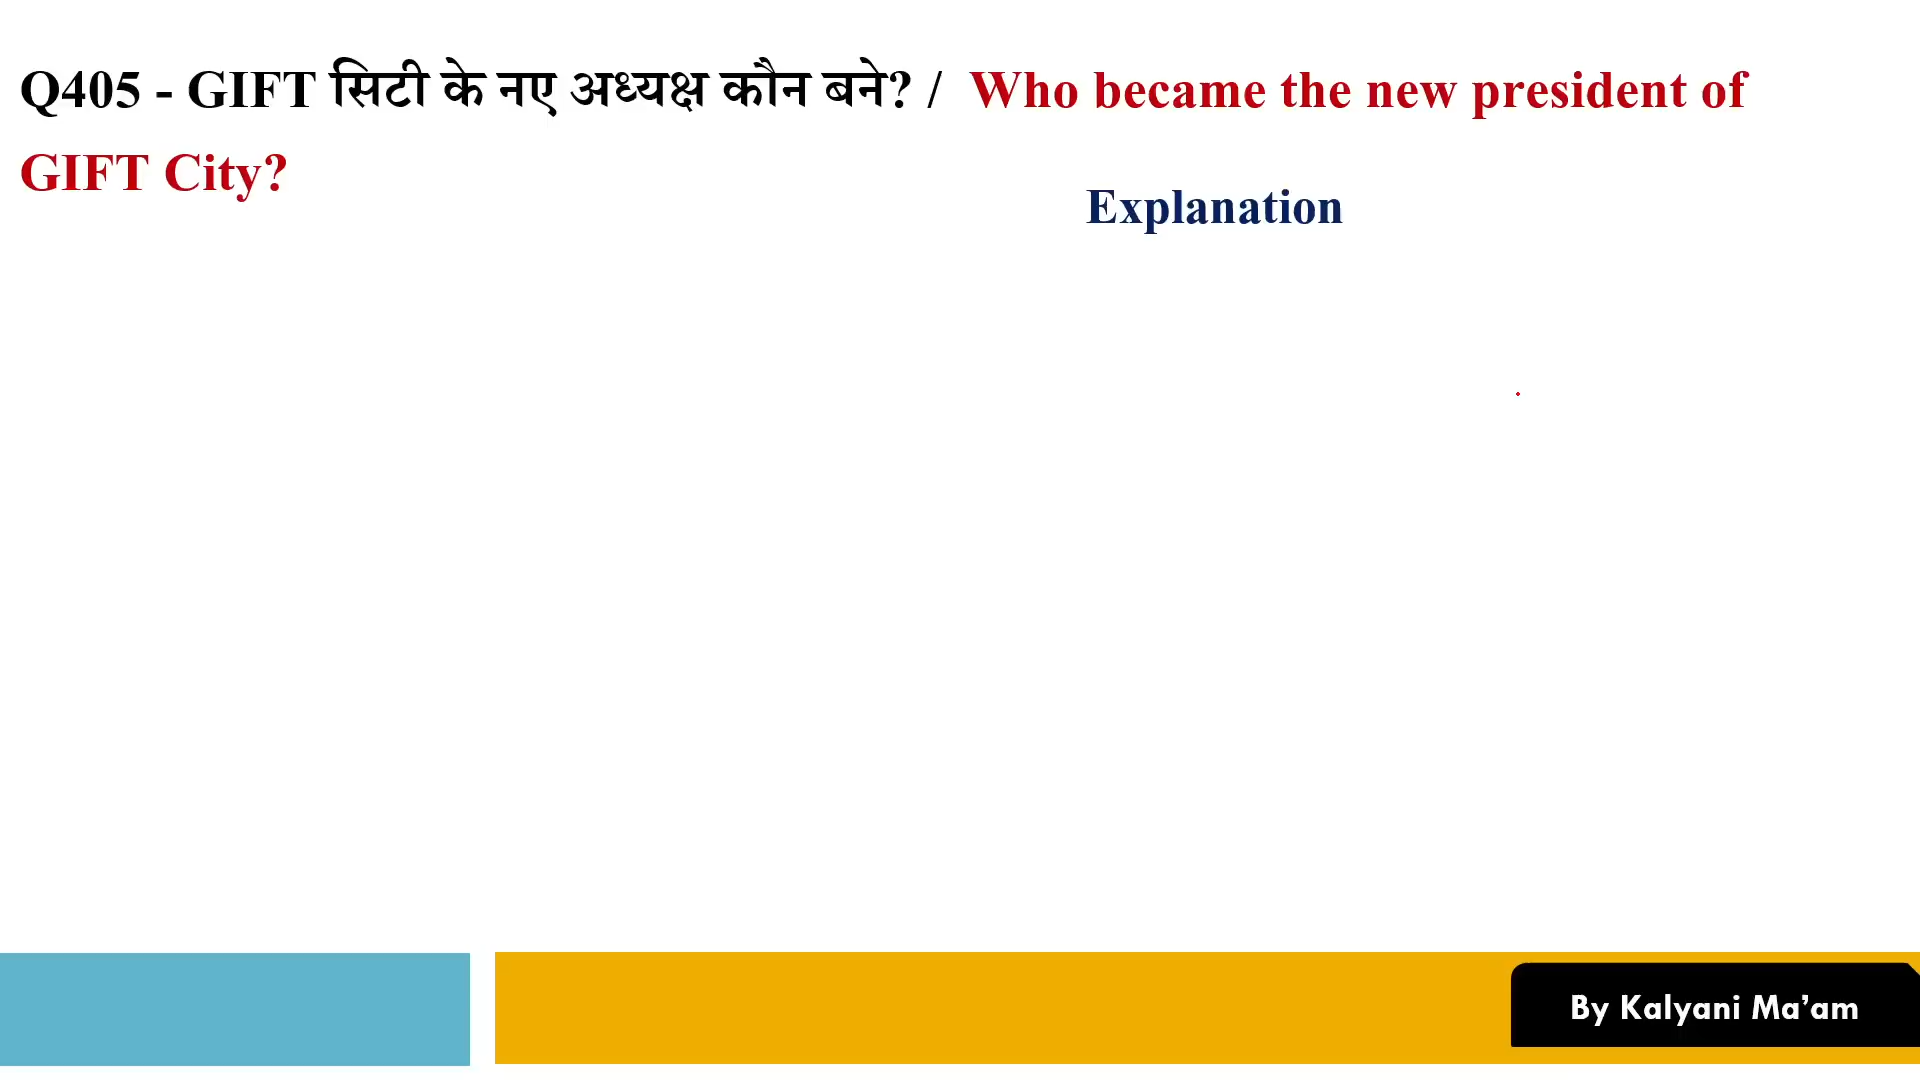 Q405 - GIFT सिटी के नए अध्यक्ष कौन बने? / Who became the new president of
GIFT City?
Explanation
By Kalyani Ma’am